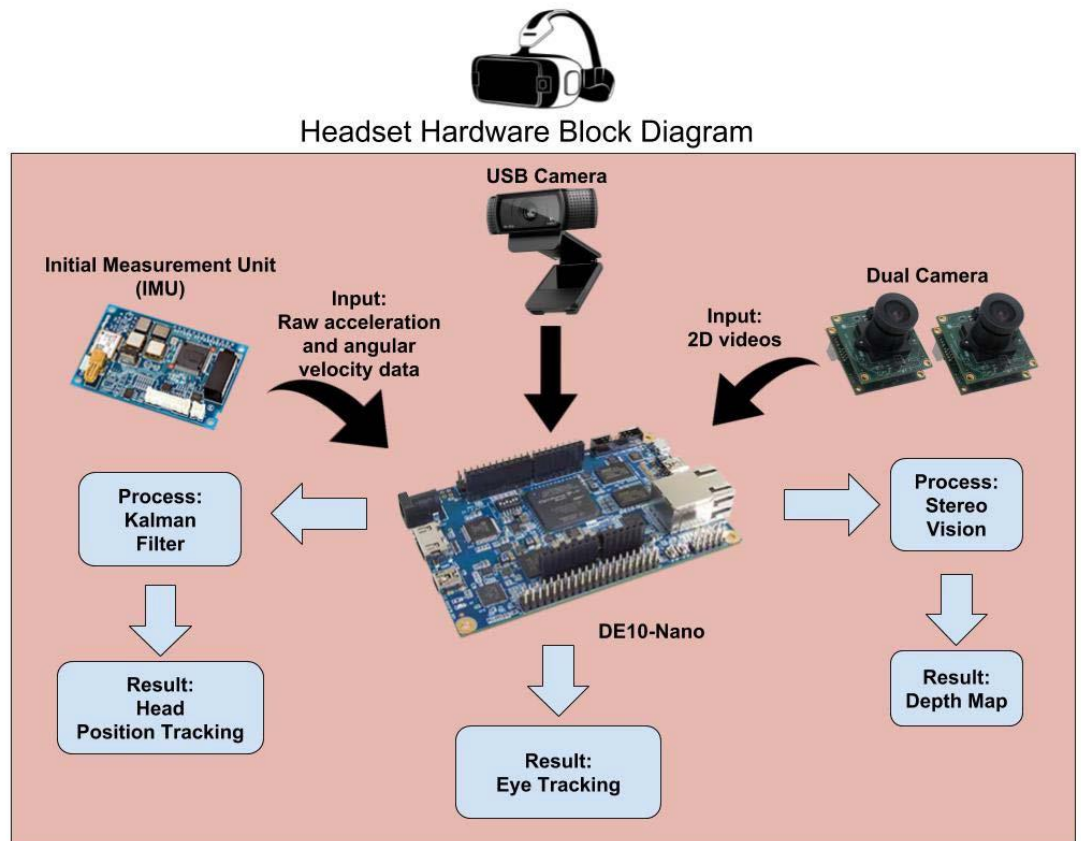 Headset Hardware Block Diagram
USB Camera
Initial Measurement Unit
(IMU)
Input:
Raw acceleration
and angular
velocity data
Dual Camera
Input:
2D videos
Process:
Kalman
Filter
Process:
Stereo
Vision
DE10-Nano
Result:
Head
Position Tracking
Result:
Depth Map
Result:
Eye Tracking